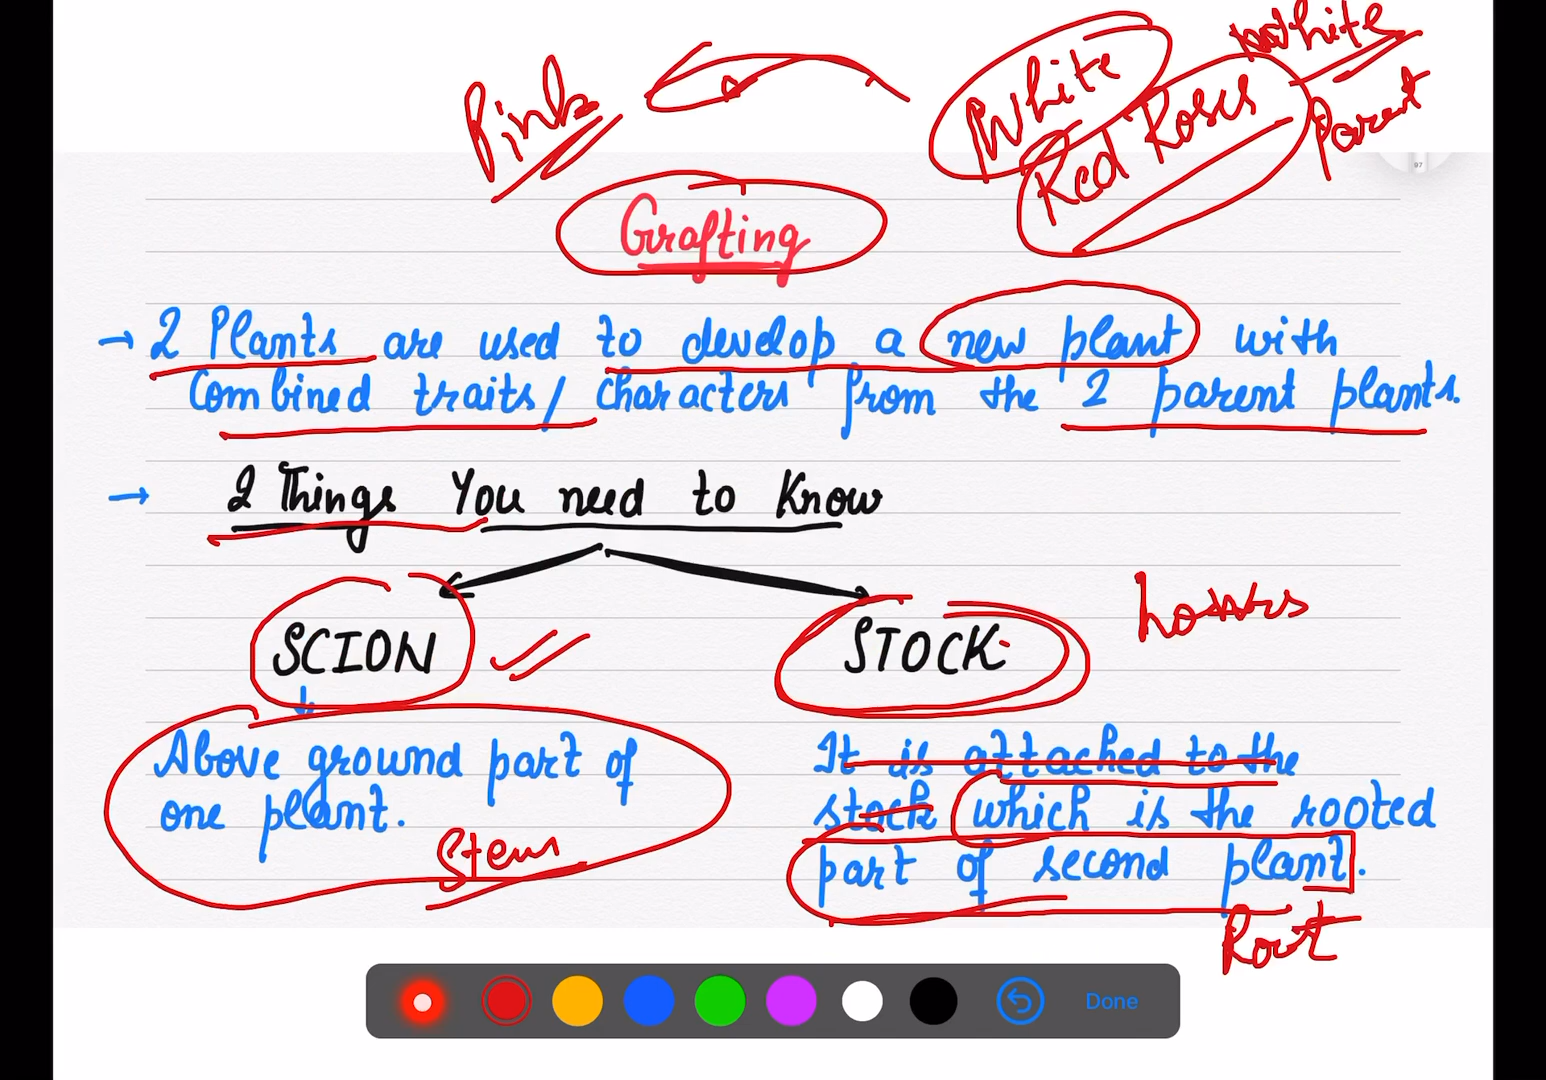 White
Pink
White
Red Roses
Parent
97
Grafting
→ 2 Plants are used to develop a new plant with
Combined traits/ characters from the 2 parent plants.
→ 2 Things You need to Know
SCION
STOCK
Above ground part of
one plant.
Stem
It is attached to the
stock which is the rooted
part of second plant.
Root
Done